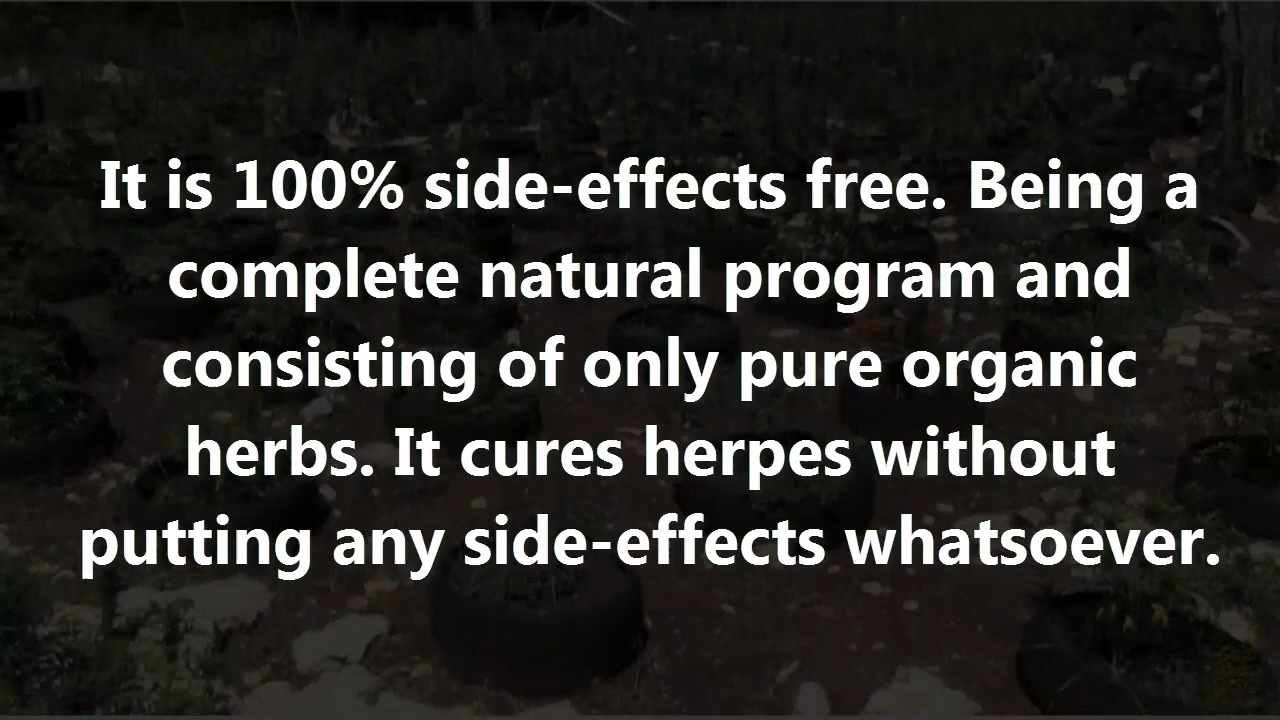 It is 100% side-effects free. Being a
complete natural program and
consisting of only pure organic
herbs. It cures herpes without
putting any side-effects whatsoever.